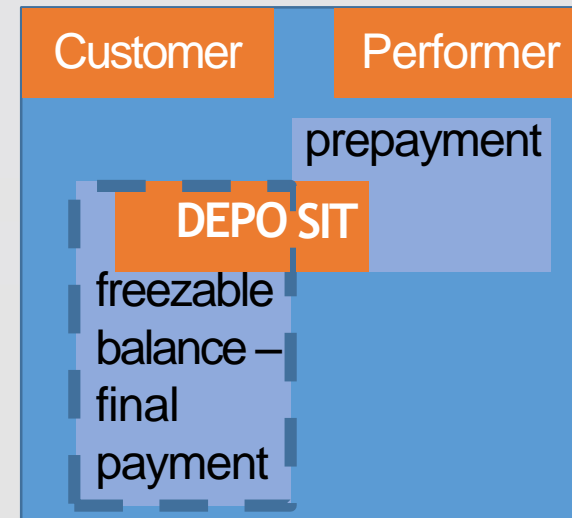 Customer
Performer
prepayment
DEPO SIT
freezable
balance –
final
payment